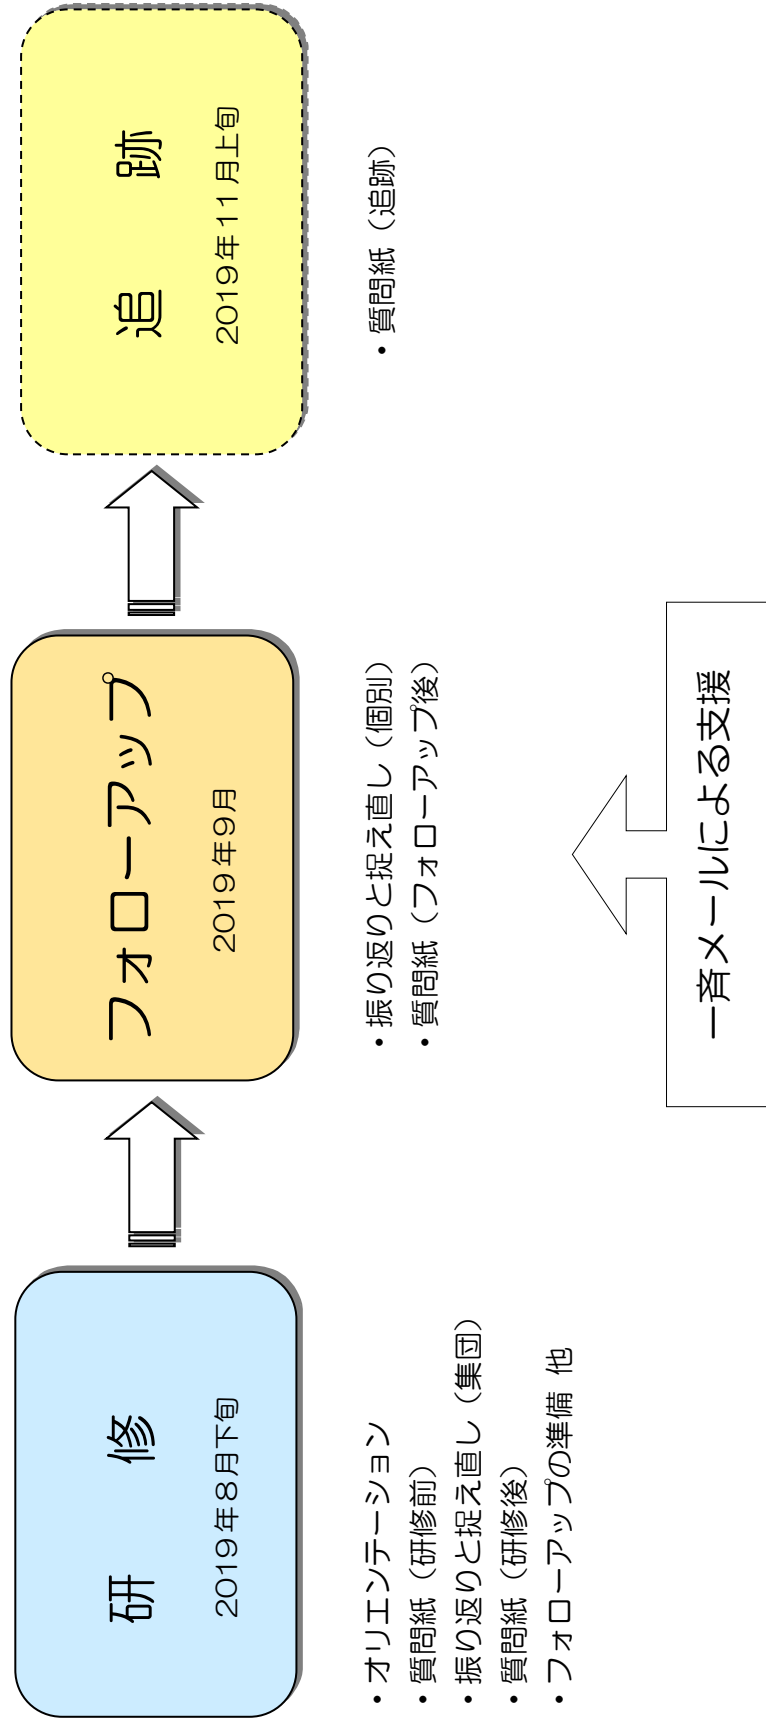 研　修
2019年8月下旬
・オリエンテーション
・質問紙（研修前）
・振り返りと捉え直し（集団）
・質問紙（研修後）
・フォローアップの準備 他
フォローアップ
2019年9月
・振り返りと捉え直し（個別）
・質問紙（フォローアップ後）
追　跡
2019年11月上旬
・質問紙（追跡）
一斉メールによる支援